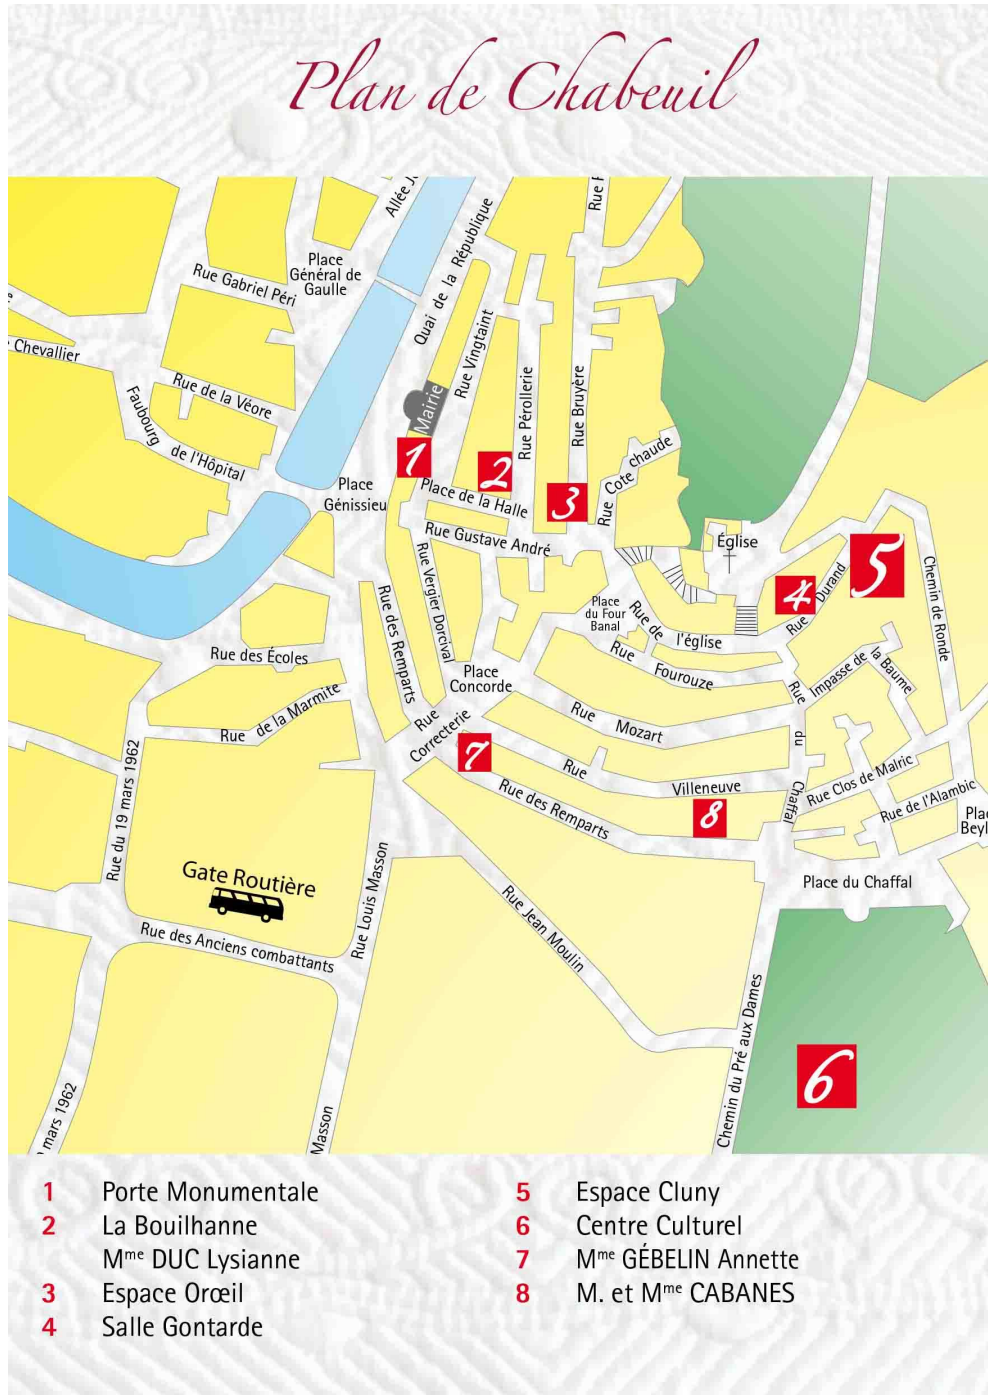 Plan de Chabeuil
Allée J
Quai de la République
Rue
Place
Général de
Gaulle
Rue Gabriel Péri
Chevallier
Rue de la Véore
Faubourg
de l'Hôpital
Rue Vingtaint
Mairie
Rue Pérollerie
Rue Bruyère
1
2
3
Place de la Halle
Rue Cote chaude
Place
Génissieu
Rue Gustave André
Église
5
4
Rue Durand
Chemin de Ronde
Rue Vergier Dorcival
Rue des Remparts
Place
du Four
Banal
Rue de l'église
Rue Fourouze
Impasse de
la Baume
Rue des Écoles
Place
Concorde
Rue de la Marmite
Rue
Correcterie
Rue Mozart
Rue du Chaffal
7
Rue Villeneuve
Rue Clos de Malric
Rue de l'Alambic
Rue des Remparts
8
Plac
Beyl
Rue du 19 mars 1962
Gate Routière
Rue Louis Masson
Place du Chaffal
Rue des Anciens combattants
Rue Jean Moulin
Chemin du Pré aux Dames
6
mars 1962
Masson
1 Porte Monumentale
2 La Bouilhanne
Mme DUC Lysianne
3 Espace Orœil
4 Salle Gontarde
5 Espace Cluny
6 Centre Culturel
7 Mme GÉBELIN Annette
8 M. et Mme CABANES